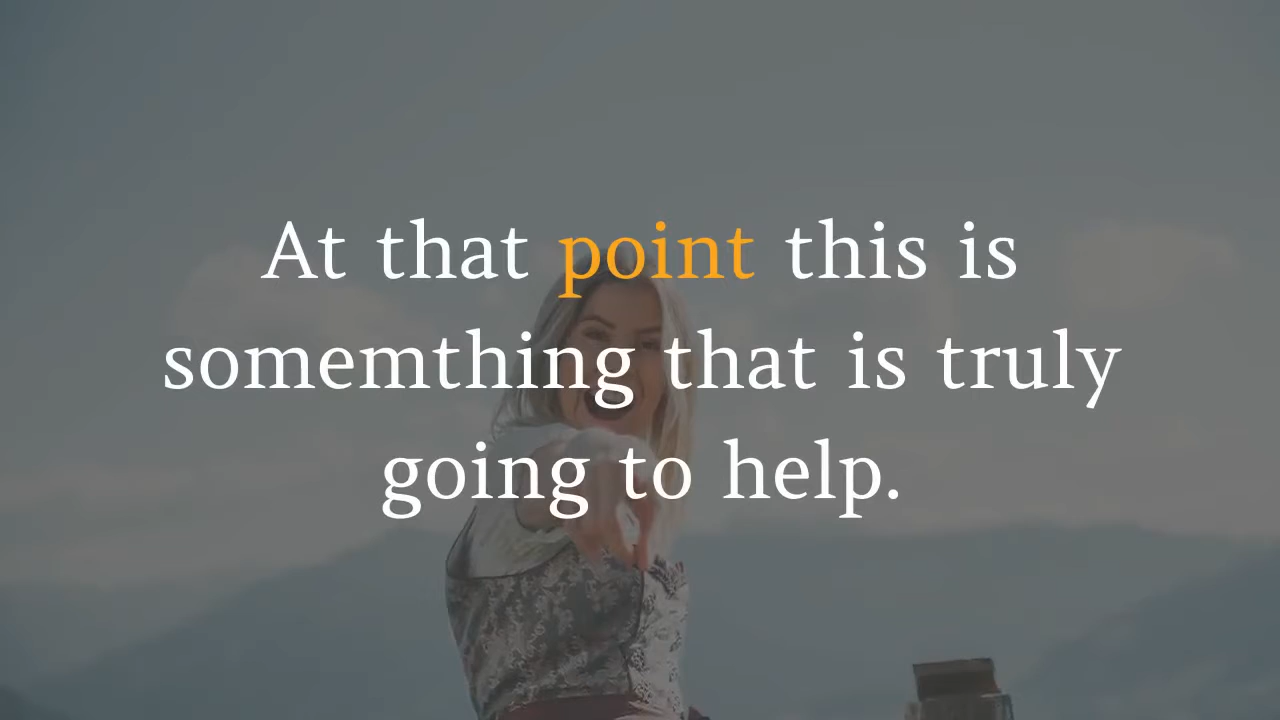 At that point this is
somemthing that is truly
going to help.